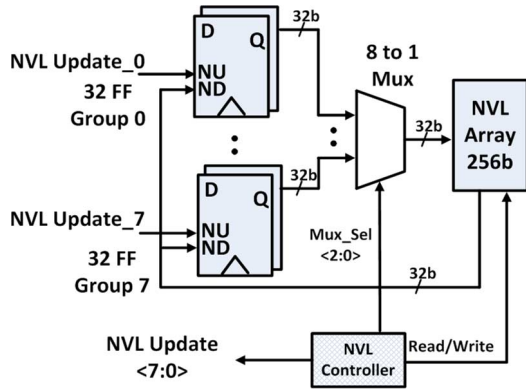 D
Q
32b
NVL Update_0
NU
ND
32 FF
Group 0
8 to 1
Mux
32b
NVL
Array
256b
D
Q
32b
NVL Update_7
NU
ND
32 FF
Group 7
Mux_Sel
<2:0>
32b
NVL Update
<7:0>
NVL
Controller
Read/Write